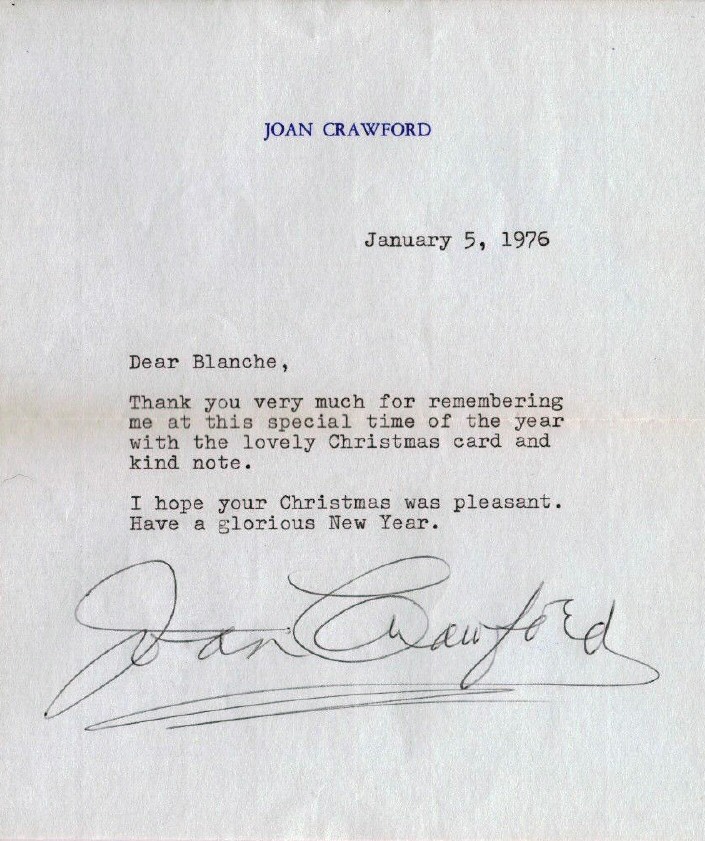 JOAN CRAWFORD
January 5, 1976
Dear Blanche,
Thank you very much for remembering
me at this special time of the year
with the lovely Christmas card and
kind note.
I hope your Christmas was pleasant.
Have a glorious New Year.
Joan Crawford